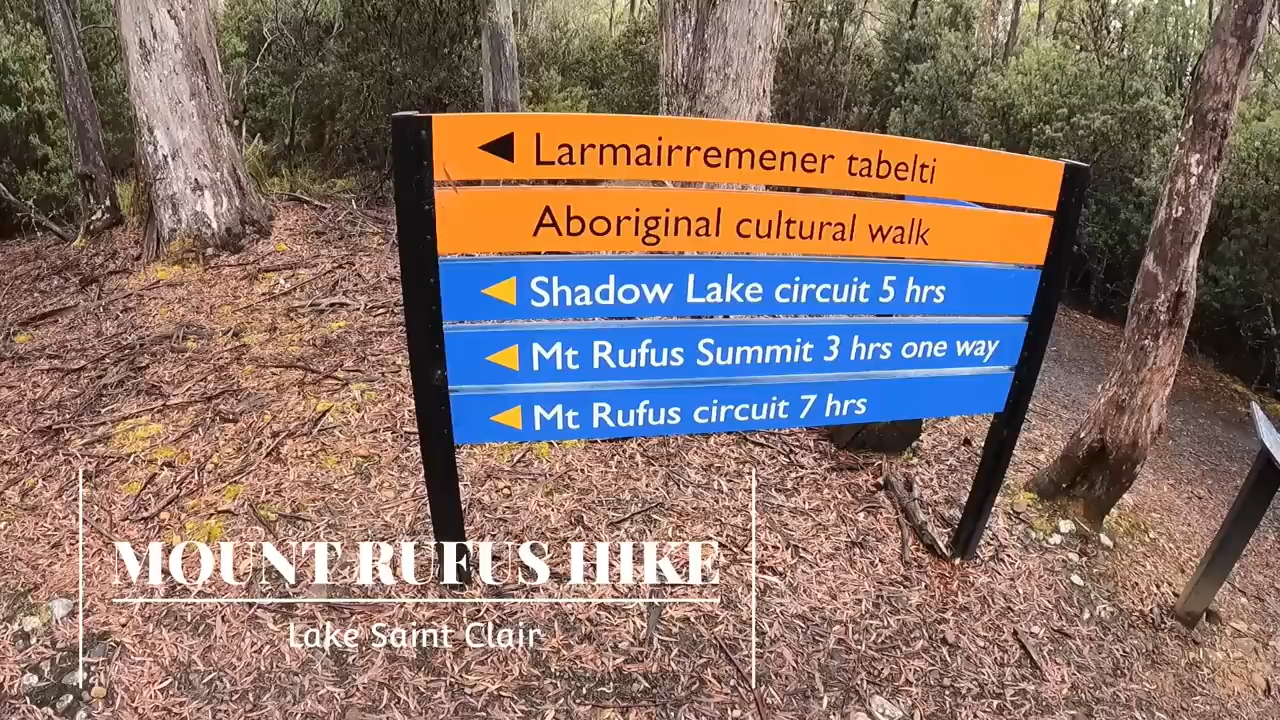 Larmairremener tabelti
Aboriginal cultural walk
Shadow Lake circuit 5 hrs
Mt Rufus Summit 3 hrs one way
Mt Rufus circuit 7 hrs
MOUNT RUFUS HIKE
Lake Saint Clair